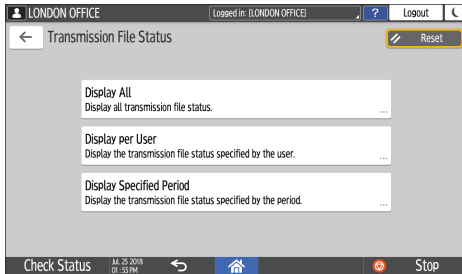 LONDON OFFICE
Logged in: [LONDON OFFICE]
?
Logout
Transmission File Status
Reset
Display All
Display all transmission file status.
...
Display per User
Display the transmission file status specified by the user.
...
Display Specified Period
Display the transmission file status specified by the period.
...
Check Status
JUL 25 2018
01:55 PM
Stop